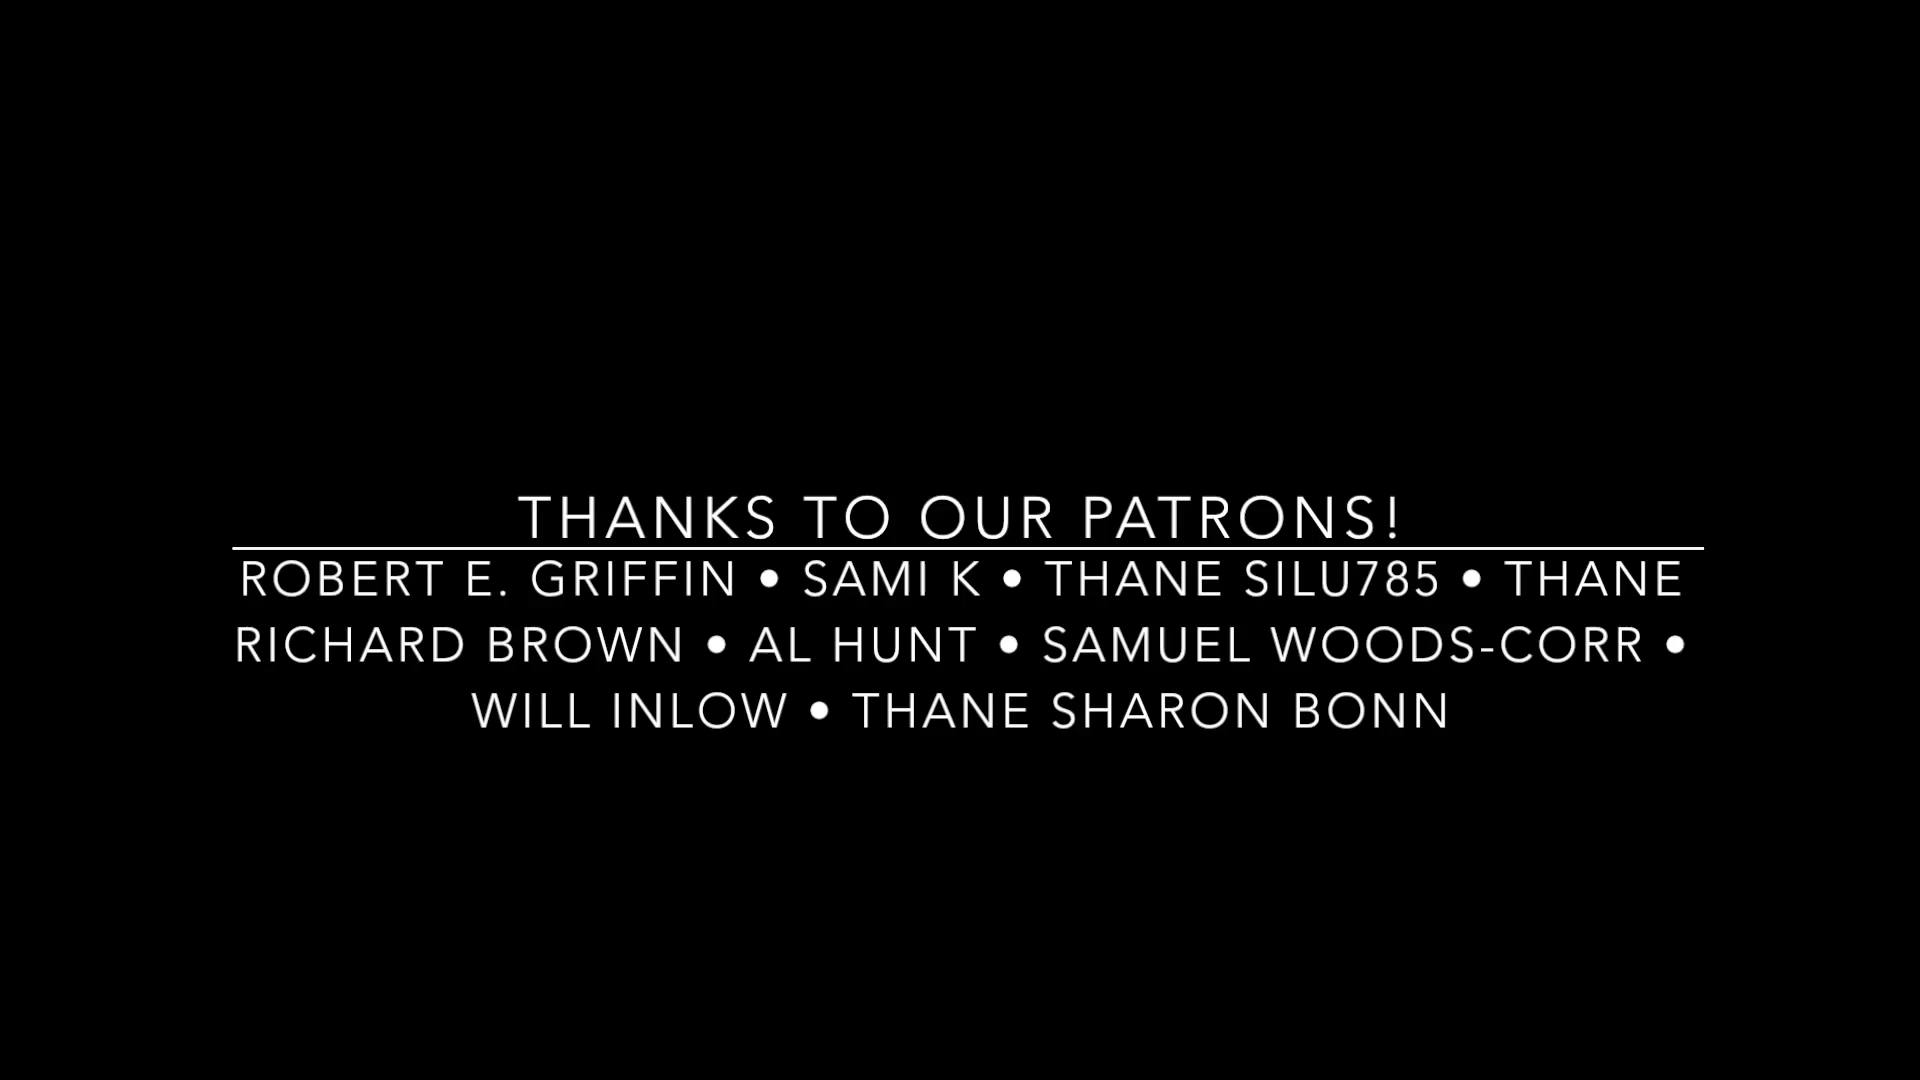 THANKS TO OUR PATRONS!
ROBERT E. GRIFFIN • SAMI K • THANE SILU785 • THANE
RICHARD BROWN • AL HUNT • SAMUEL WOODS-CORR •
WILL INLOW • THANE SHARON BONN